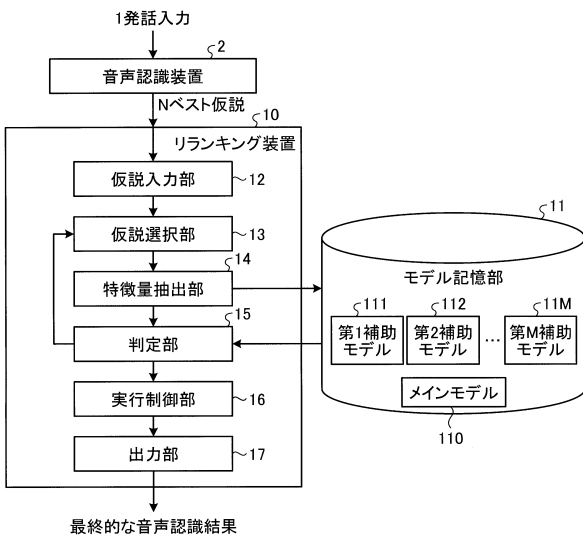 1発話入力
2
音声認識装置
Nベスト仮説
10
リランキング装置
仮説入力部
12
仮説選択部
13
14
特徴量抽出部
15
判定部
実行制御部
16
出力部
17
最終的な音声認識結果
11
モデル記憶部
111
112
11M
第1補助
モデル
第2補助
モデル
…
第M補助
モデル
メインモデル
110